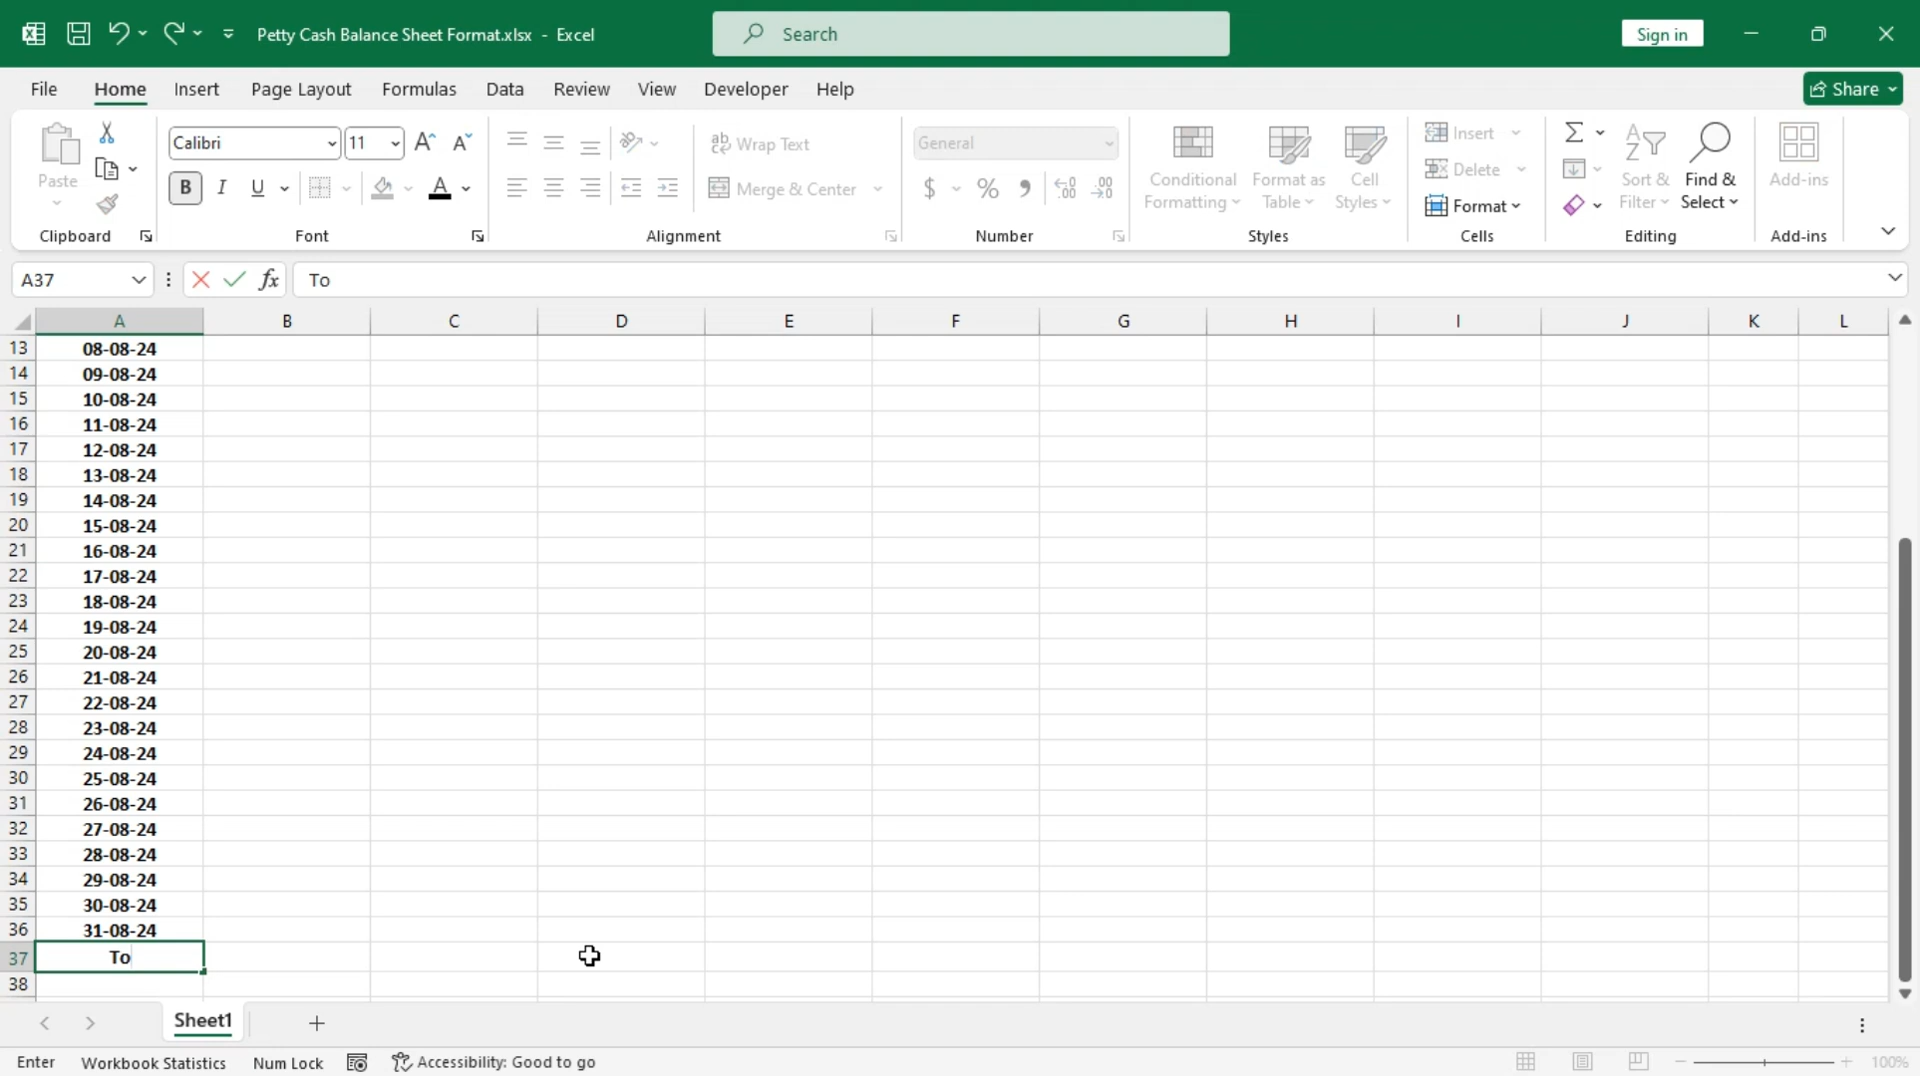 Petty Cash Balance Sheet Format.xlsx - Excel
Search
Sign in
File Home Insert Page Layout Formulas Data Review View Developer Help
Share
Paste
Clipboard
Calibri 11
B I U
Font
Wrap Text
Merge & Center
Alignment
General
$ % ,
Number
Conditional Formatting
Format as Table
Cell Styles
Styles
Insert
Delete
Format
Cells
Sort & Filter
Find & Select
Editing
Add-ins
Add-ins
A37 fx To
A B C D E F G H I J K L
13 08-08-24
14 09-08-24
15 10-08-24
16 11-08-24
17 12-08-24
18 13-08-24
19 14-08-24
20 15-08-24
21 16-08-24
22 17-08-24
23 18-08-24
24 19-08-24
25 20-08-24
26 21-08-24
27 22-08-24
28 23-08-24
29 24-08-24
30 25-08-24
31 26-08-24
32 27-08-24
33 28-08-24
34 29-08-24
35 30-08-24
36 31-08-24
37 To
38
Sheet1
Enter Workbook Statistics Num Lock Accessibility: Good to go 100%